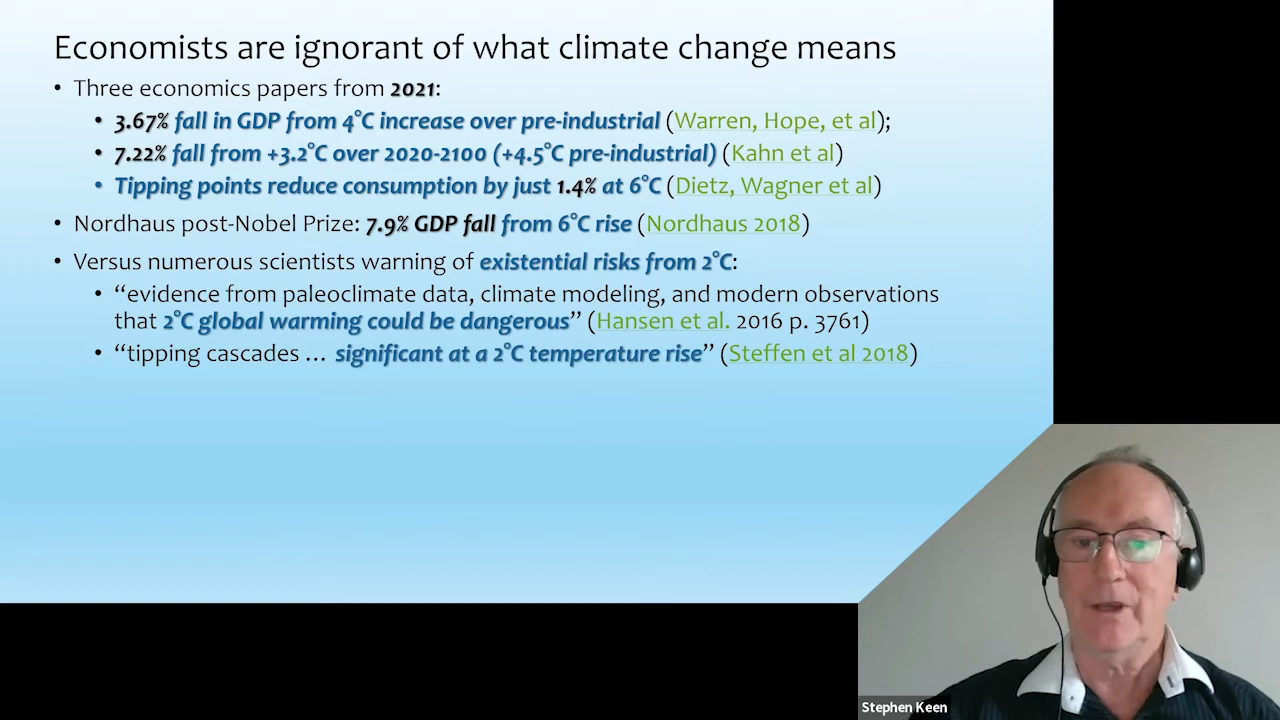 Economists are ignorant of what climate change means
• Three economics papers from 2021:
• 3.67% fall in GDP from 4°C increase over pre-industrial (Warren, Hope, et al);
• 7.22% fall from +3.2°C over 2020-2100 (+4.5°C pre-industrial) (Kahn et al)
• Tipping points reduce consumption by just 1.4% at 6°C (Dietz, Wagner et al)
• Nordhaus post-Nobel Prize: 7.9% GDP fall from 6°C rise (Nordhaus 2018)
• Versus numerous scientists warning of existential risks from 2°C:
• “evidence from paleoclimate data, climate modeling, and modern observations
that 2°C global warming could be dangerous” (Hansen et al. 2016 p. 3761)
• “tipping cascades … significant at a 2°C temperature rise” (Steffen et al 2018)
Stephen Keen